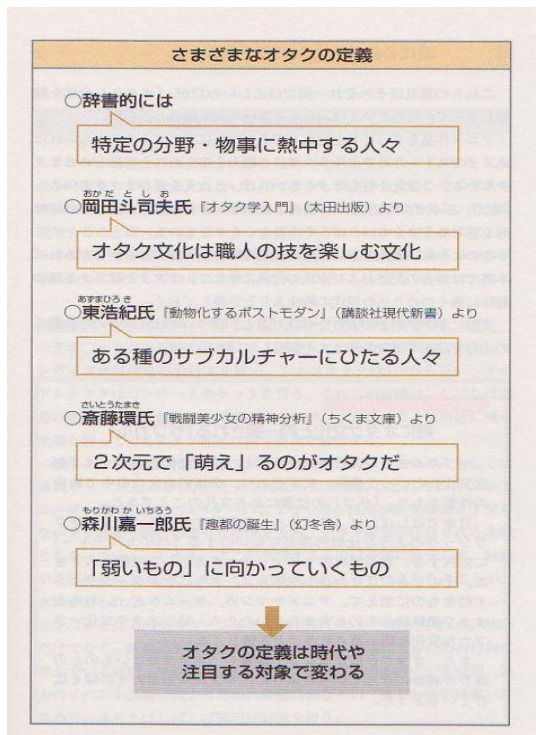 さまざまなオタクの定義
○辞書的には
特定の分野・物事に熱中する人々
おかだとしお
○岡田斗司夫氏『オタク学入門』（太田出版）より
オタク文化は職人の技を楽しむ文化
あずまひろき
○東浩紀氏『動物化するポストモダン』（講談社現代新書）より
ある種のサブカルチャーにひたる人々
さいとうたまき
○斎藤環氏『戦闘美少女の精神分析』（ちくま文庫）より
２次元で「萌え」るのがオタクだ
もりかわかいちろう
○森川嘉一郎氏『趣都の誕生』（幻冬舎）より
「弱いもの」に向かっていくもの
オタクの定義は時代や
注目する対象で変わる